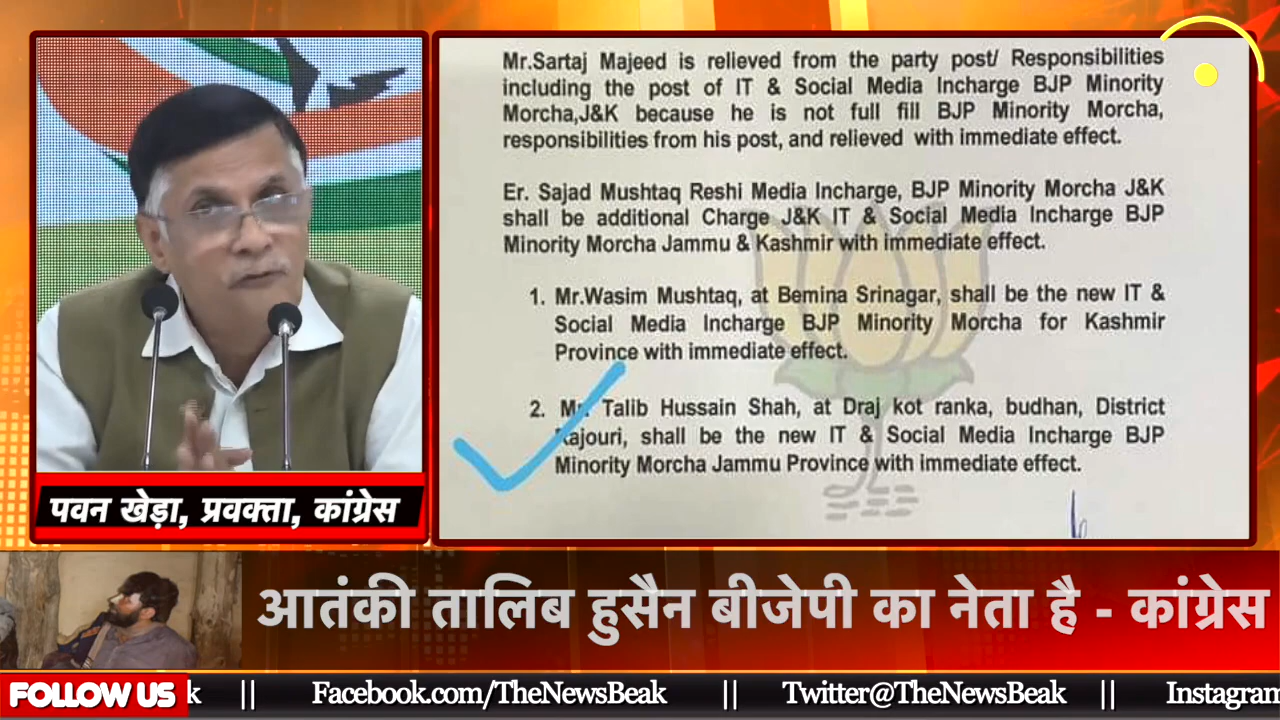 Mr.Sartaj Majeed is relieved from the party post/ Responsibilities
including the post of IT & Social Media Incharge BJP Minority
Morcha,J&K because he is not full fill BJP Minority Morcha,
responsibilities from his post, and relieved with immediate effect.
Er. Sajad Mushtaq Reshi Media Incharge, BJP Minority Morcha J&K
shall be additional Charge J&K IT & Social Media Incharge BJP
Minority Morcha Jammu & Kashmir with immediate effect.
1. Mr.Wasim Mushtaq, at Bemina Srinagar, shall be the new IT &
Social Media Incharge BJP Minority Morcha for Kashmir
Province with immediate effect.
2. Mr. Talib Hussain Shah, at Draj kot ranka, budhan, District
Rajouri, shall be the new IT & Social Media Incharge BJP
Minority Morcha Jammu Province with immediate effect.
पवन खेड़ा, प्रवक्ता, कांग्रेस
आतंकी तालिब हुसैन बीजेपी का नेता है - कांग्रेस
FOLLOW US k || Facebook.com/TheNewsBeak || Twitter@TheNewsBeak || Instagran